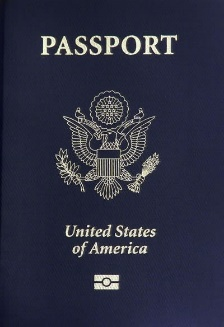 PASSPORT
United States
of America